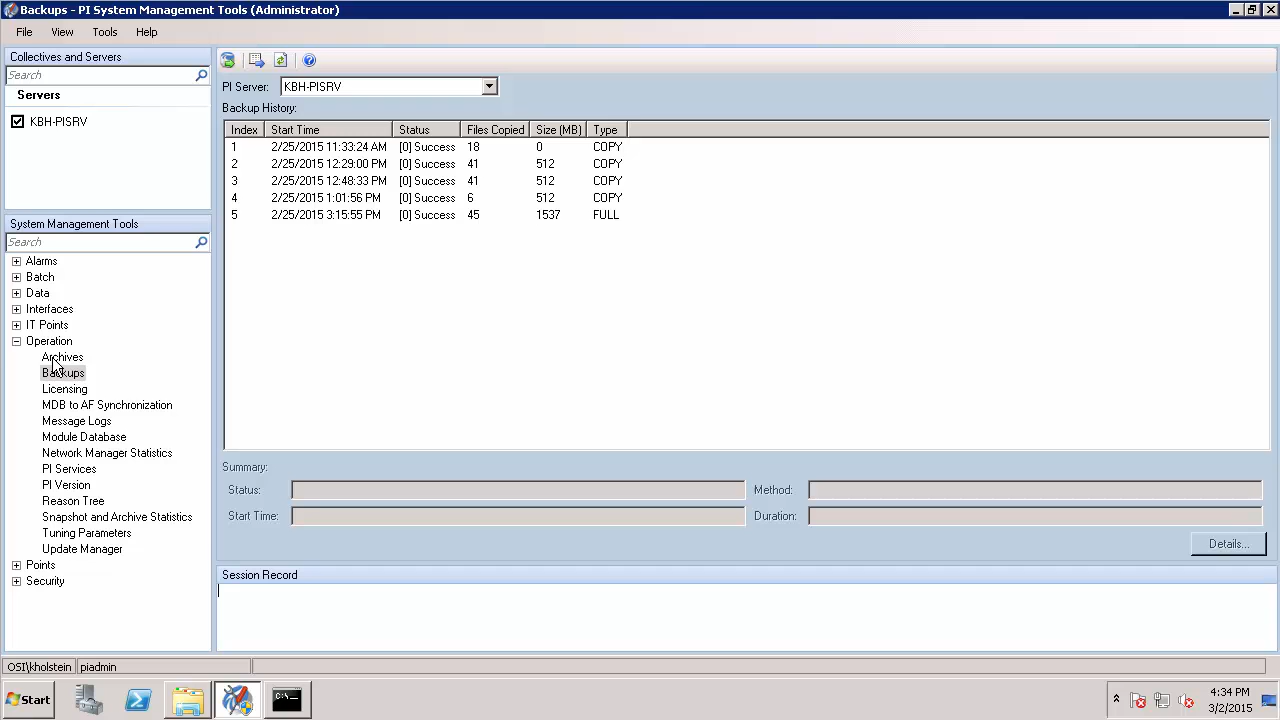 Backups - PI System Management Tools (Administrator)
File View Tools Help
Collectives and Servers
Search
Servers
KBH-PISRV
System Management Tools
Search
Alarms
Batch
Data
Interfaces
IT Points
Operation
Archives
Backups
Licensing
MDB to AF Synchronization
Message Logs
Module Database
Network Manager Statistics
PI Services
PI Version
Reason Tree
Snapshot and Archive Statistics
Tuning Parameters
Update Manager
Points
Security
PI Server: KBH-PISRV
Backup History:
Index Start Time Status Files Copied Size (MB) Type
1 2/25/2015 11:33:24 AM [0] Success 18 0 COPY
2 2/25/2015 12:29:00 PM [0] Success 41 512 COPY
3 2/25/2015 12:48:33 PM [0] Success 41 512 COPY
4 2/25/2015 1:01:56 PM [0] Success 6 512 COPY
5 2/25/2015 3:15:55 PM [0] Success 45 1537 FULL
Summary:
Status: Method:
Start Time: Duration:
Details...
Session Record
OSI\kholstein piadmin
Start
C:\
4:34 PM
3/2/2015